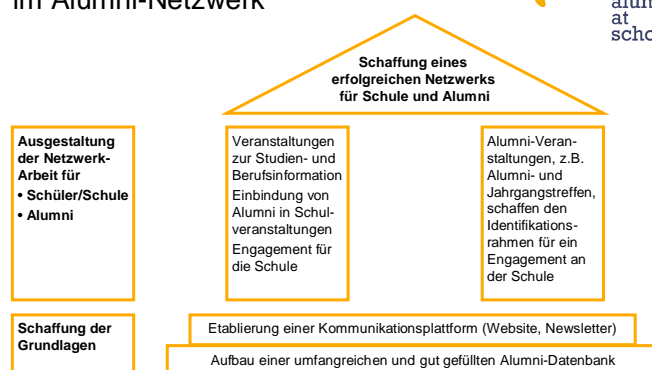 im Alumni-Netzwerk
alum
at
scho
Schaffung eines
erfolgreichen Netzwerks
für Schule und Alumni
Ausgestaltung
der Netzwerk-
Arbeit für
• Schüler/Schule
• Alumni
Veranstaltungen
zur Studien- und
Berufsinformation
Einbindung von
Alumni in Schul-
veranstaltungen
Engagement für
die Schule
Alumni-Veran-
staltungen, z.B.
Alumni- und
Jahrgangstreffen,
schaffen den
Identifikations-
rahmen für ein
Engagement an
der Schule
Schaffung der
Grundlagen
Etablierung einer Kommunikationsplattform (Website, Newsletter)
Aufbau einer umfangreichen und gut gefüllten Alumni-Datenbank